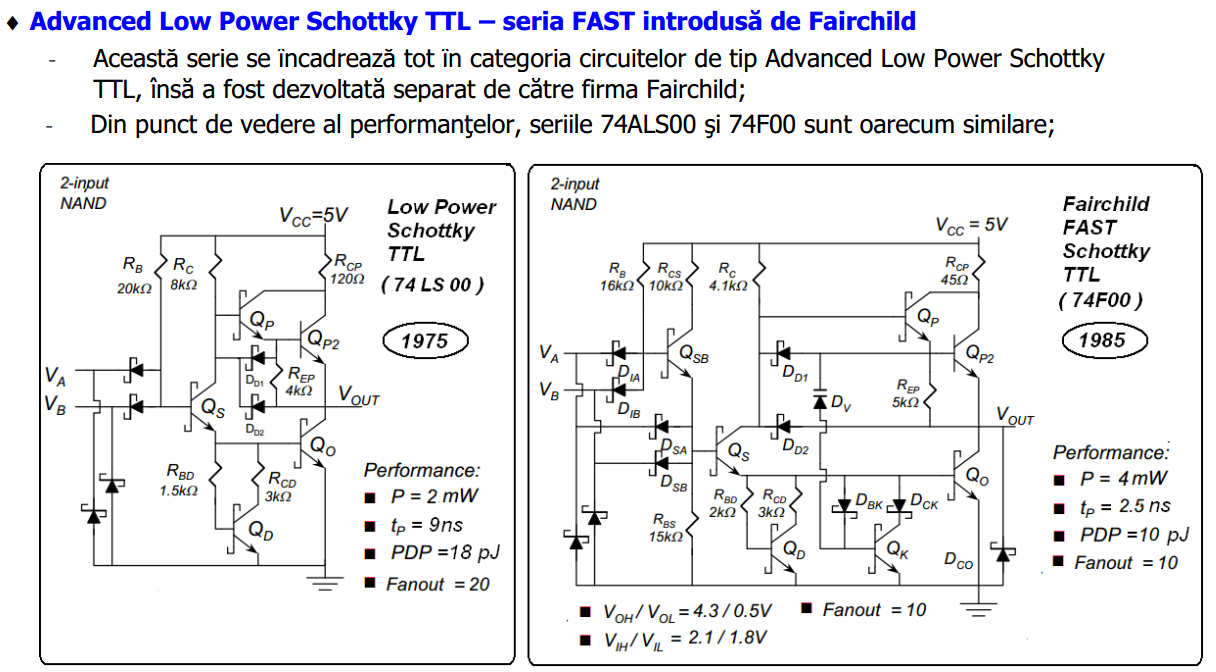 ♦ Advanced Low Power Schottky TTL – seria FAST introdusă de Fairchild
- Această serie se încadrează tot în categoria circuitelor de tip Advanced Low Power Schottky
TTL, însă a fost dezvoltată separat de către firma Fairchild;
- Din punct de vedere al performanţelor, seriile 74ALS00 şi 74F00 sunt oarecum similare;
2-input
NAND
VCC=5V
Low Power
Schottky
TTL
( 74 LS 00 )
1975
RB
20kΩ
RC
8kΩ
RCP
120Ω
QP
QP2
DD1
REP
4kΩ
VA
VB
QS
DD2
VOUT
QO
RBD
1.5kΩ
RCD
3kΩ
QD
Performance:
■ P = 2 mW
■ tP = 9ns
■ PDP =18 pJ
■ Fanout = 20
2-input
NAND
VCC = 5V
Fairchild
FAST
Schottky
TTL
( 74F00 )
1985
RB
16kΩ
RCS
10kΩ
RC
4.1kΩ
RCP
45Ω
QP
VA
VB
DIA
DIB
QSB
DD1
QP2
DV
REP
5kΩ
VOUT
DSA
DSB
QS
DD2
QO
RBD
2kΩ
RCD
3kΩ
DBK
DCK
RBS
15kΩ
QD
QK
DCO
Performance:
■ P = 4 mW
■ tP = 2.5 ns
■ PDP =10 pJ
■ Fanout = 10
■ VOH / VOL = 4.3 / 0.5V
■ Fanout = 10
■ VIH / VIL = 2.1 / 1.8V